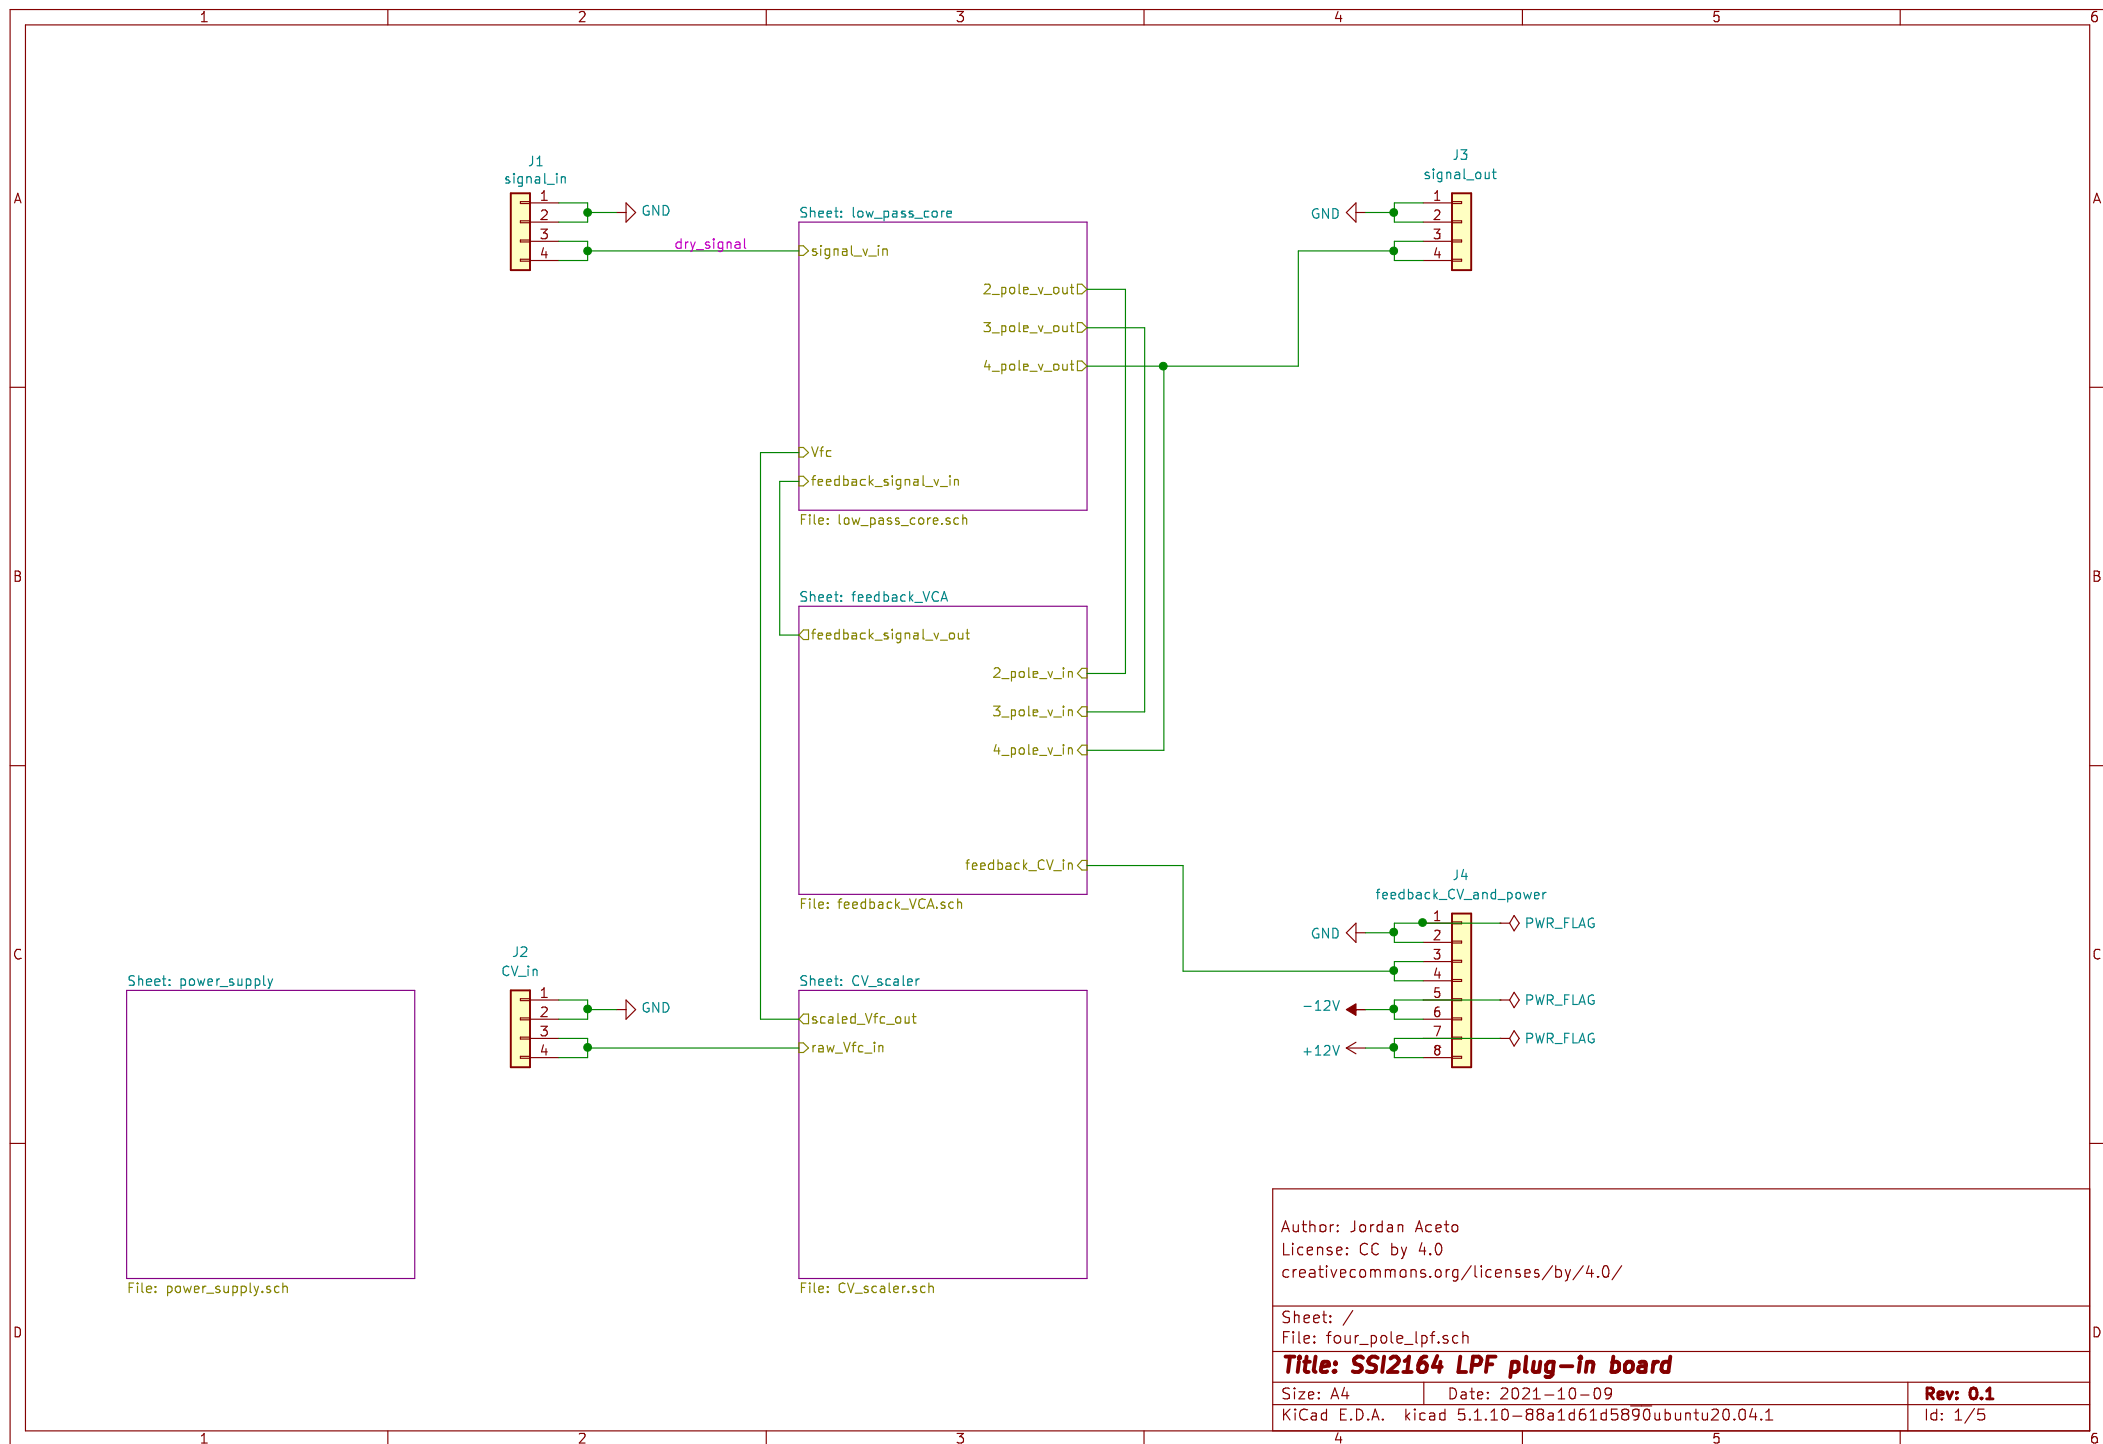 1 2 3 4 5 6
A A
J1
signal_in
1
2
3
4
GND
dry_signal
Sheet: low_pass_core
signal_v_in
2_pole_v_out
3_pole_v_out
4_pole_v_out
Vfc
feedback_signal_v_in
File: low_pass_core.sch
J3
signal_out
GND
1
2
3
4
B B
Sheet: feedback_VCA
feedback_signal_v_out
2_pole_v_in
3_pole_v_in
4_pole_v_in
feedback_CV_in
File: feedback_VCA.sch
C C
J4
feedback_CV_and_power
GND
-12V
+12V
1
2
3
4
5
6
7
8
PWR_FLAG
PWR_FLAG
PWR_FLAG
J2
CV_in
1
2
3
4
GND
Sheet: power_supply
File: power_supply.sch
Sheet: CV_scaler
scaled_Vfc_out
raw_Vfc_in
File: CV_scaler.sch
D D
Author: Jordan Aceto
License: CC by 4.0
creativecommons.org/licenses/by/4.0/
Sheet: /
File: four_pole_lpf.sch
Title: SSI2164 LPF plug-in board
Size: A4 Date: 2021-10-09 Rev: 0.1
KiCad E.D.A. kicad 5.1.10-88a1d61d5890ubuntu20.04.1 Id: 1/5
1 2 3 4 5 6